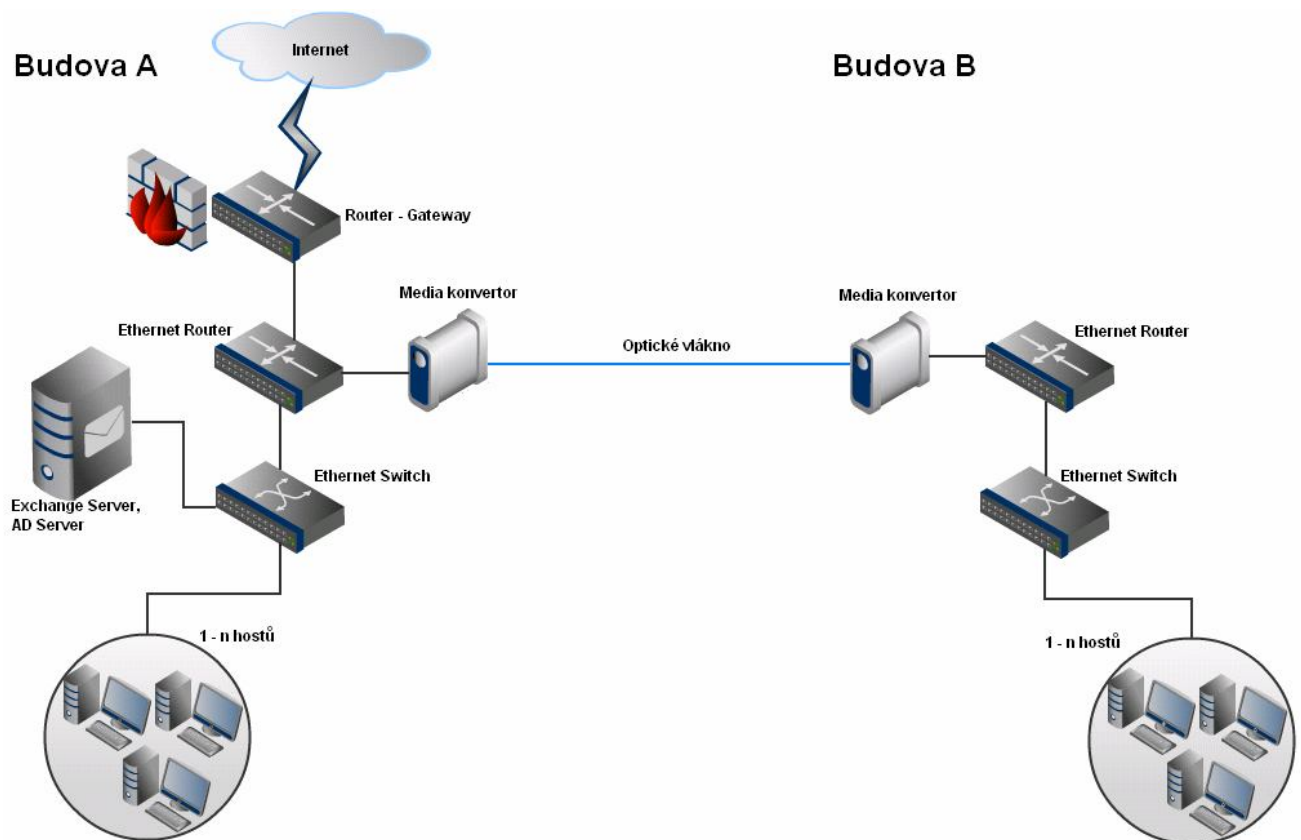 Internet
Budova A
Budova B
Router - Gateway
Media konvertor
Media konvertor
Ethernet Router
Ethernet Router
Optické vlákno
Ethernet Switch
Ethernet Switch
Exchange Server,
AD Server
1 - n hostů
1 - n hostů